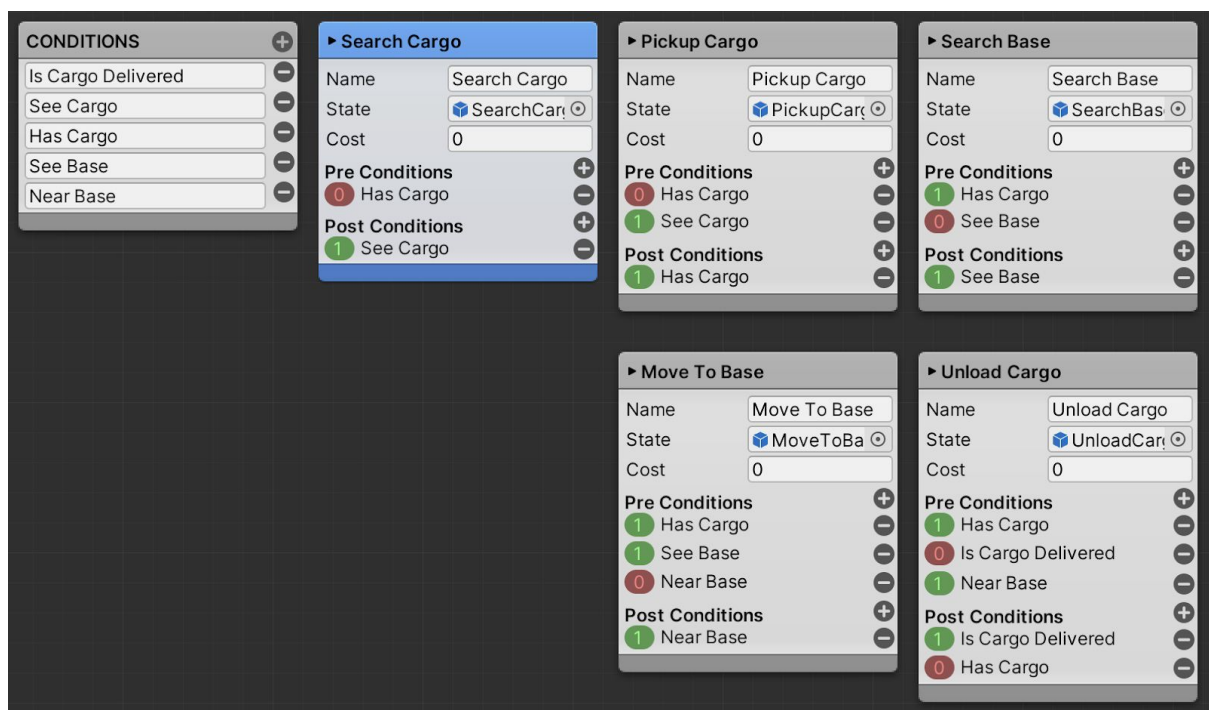 CONDITIONS
Is Cargo Delivered
See Cargo
Has Cargo
See Base
Near Base
Search Cargo
Name Search Cargo
State SearchCar
Cost 0
Pre Conditions
0 Has Cargo
Post Conditions
1 See Cargo
Pickup Cargo
Name Pickup Cargo
State PickupCar
Cost 0
Pre Conditions
0 Has Cargo
1 See Cargo
Post Conditions
1 Has Cargo
Search Base
Name Search Base
State SearchBas
Cost 0
Pre Conditions
1 Has Cargo
0 See Base
Post Conditions
1 See Base
Move To Base
Name Move To Base
State MoveToBa
Cost 0
Pre Conditions
1 Has Cargo
1 See Base
0 Near Base
Post Conditions
1 Near Base
Unload Cargo
Name Unload Cargo
State UnloadCar
Cost 0
Pre Conditions
1 Has Cargo
0 Is Cargo Delivered
1 Near Base
Post Conditions
1 Is Cargo Delivered
0 Has Cargo